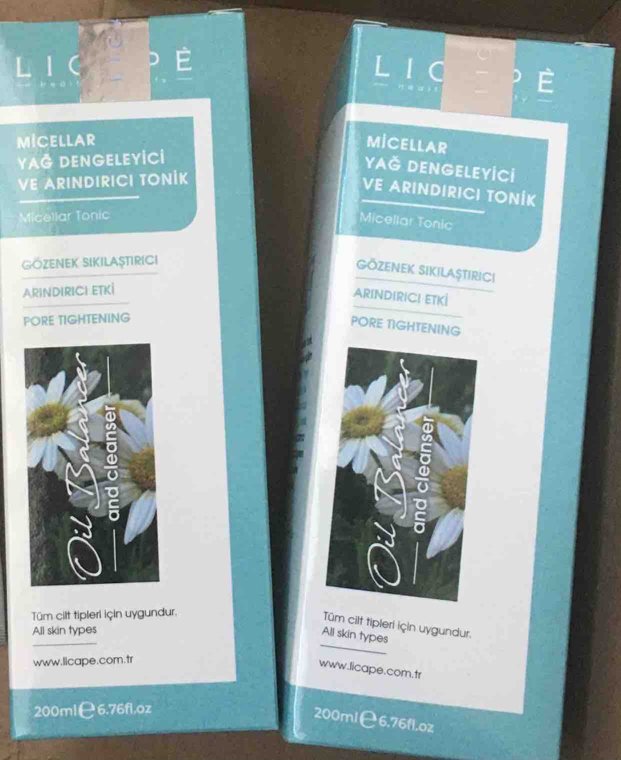 MİCELLAR
YAĞ DENGELEYİCİ
VE ARINDIRICI TONİK
Micellar Tonic
GÖZENEK SIKILAŞTIRICI
ARINDIRICI ETKİ
PORE TIGHTENING
Oil Balancer
and cleanser
Tüm cilt tipleri için uygundur.
All skin types
www.licape.com.tr
200ml e 6.76fl.oz
MİCELLAR
YAĞ DENGELEYİCİ
VE ARINDIRICI TONİK
Micellar Tonic
GÖZENEK SIKILAŞTIRICI
ARINDIRICI ETKİ
PORE TIGHTENING
Oil Balancer
and cleanser
Tüm cilt tipleri için uygundur.
All skin types
www.licape.com.tr
200ml e 6.76fl.oz